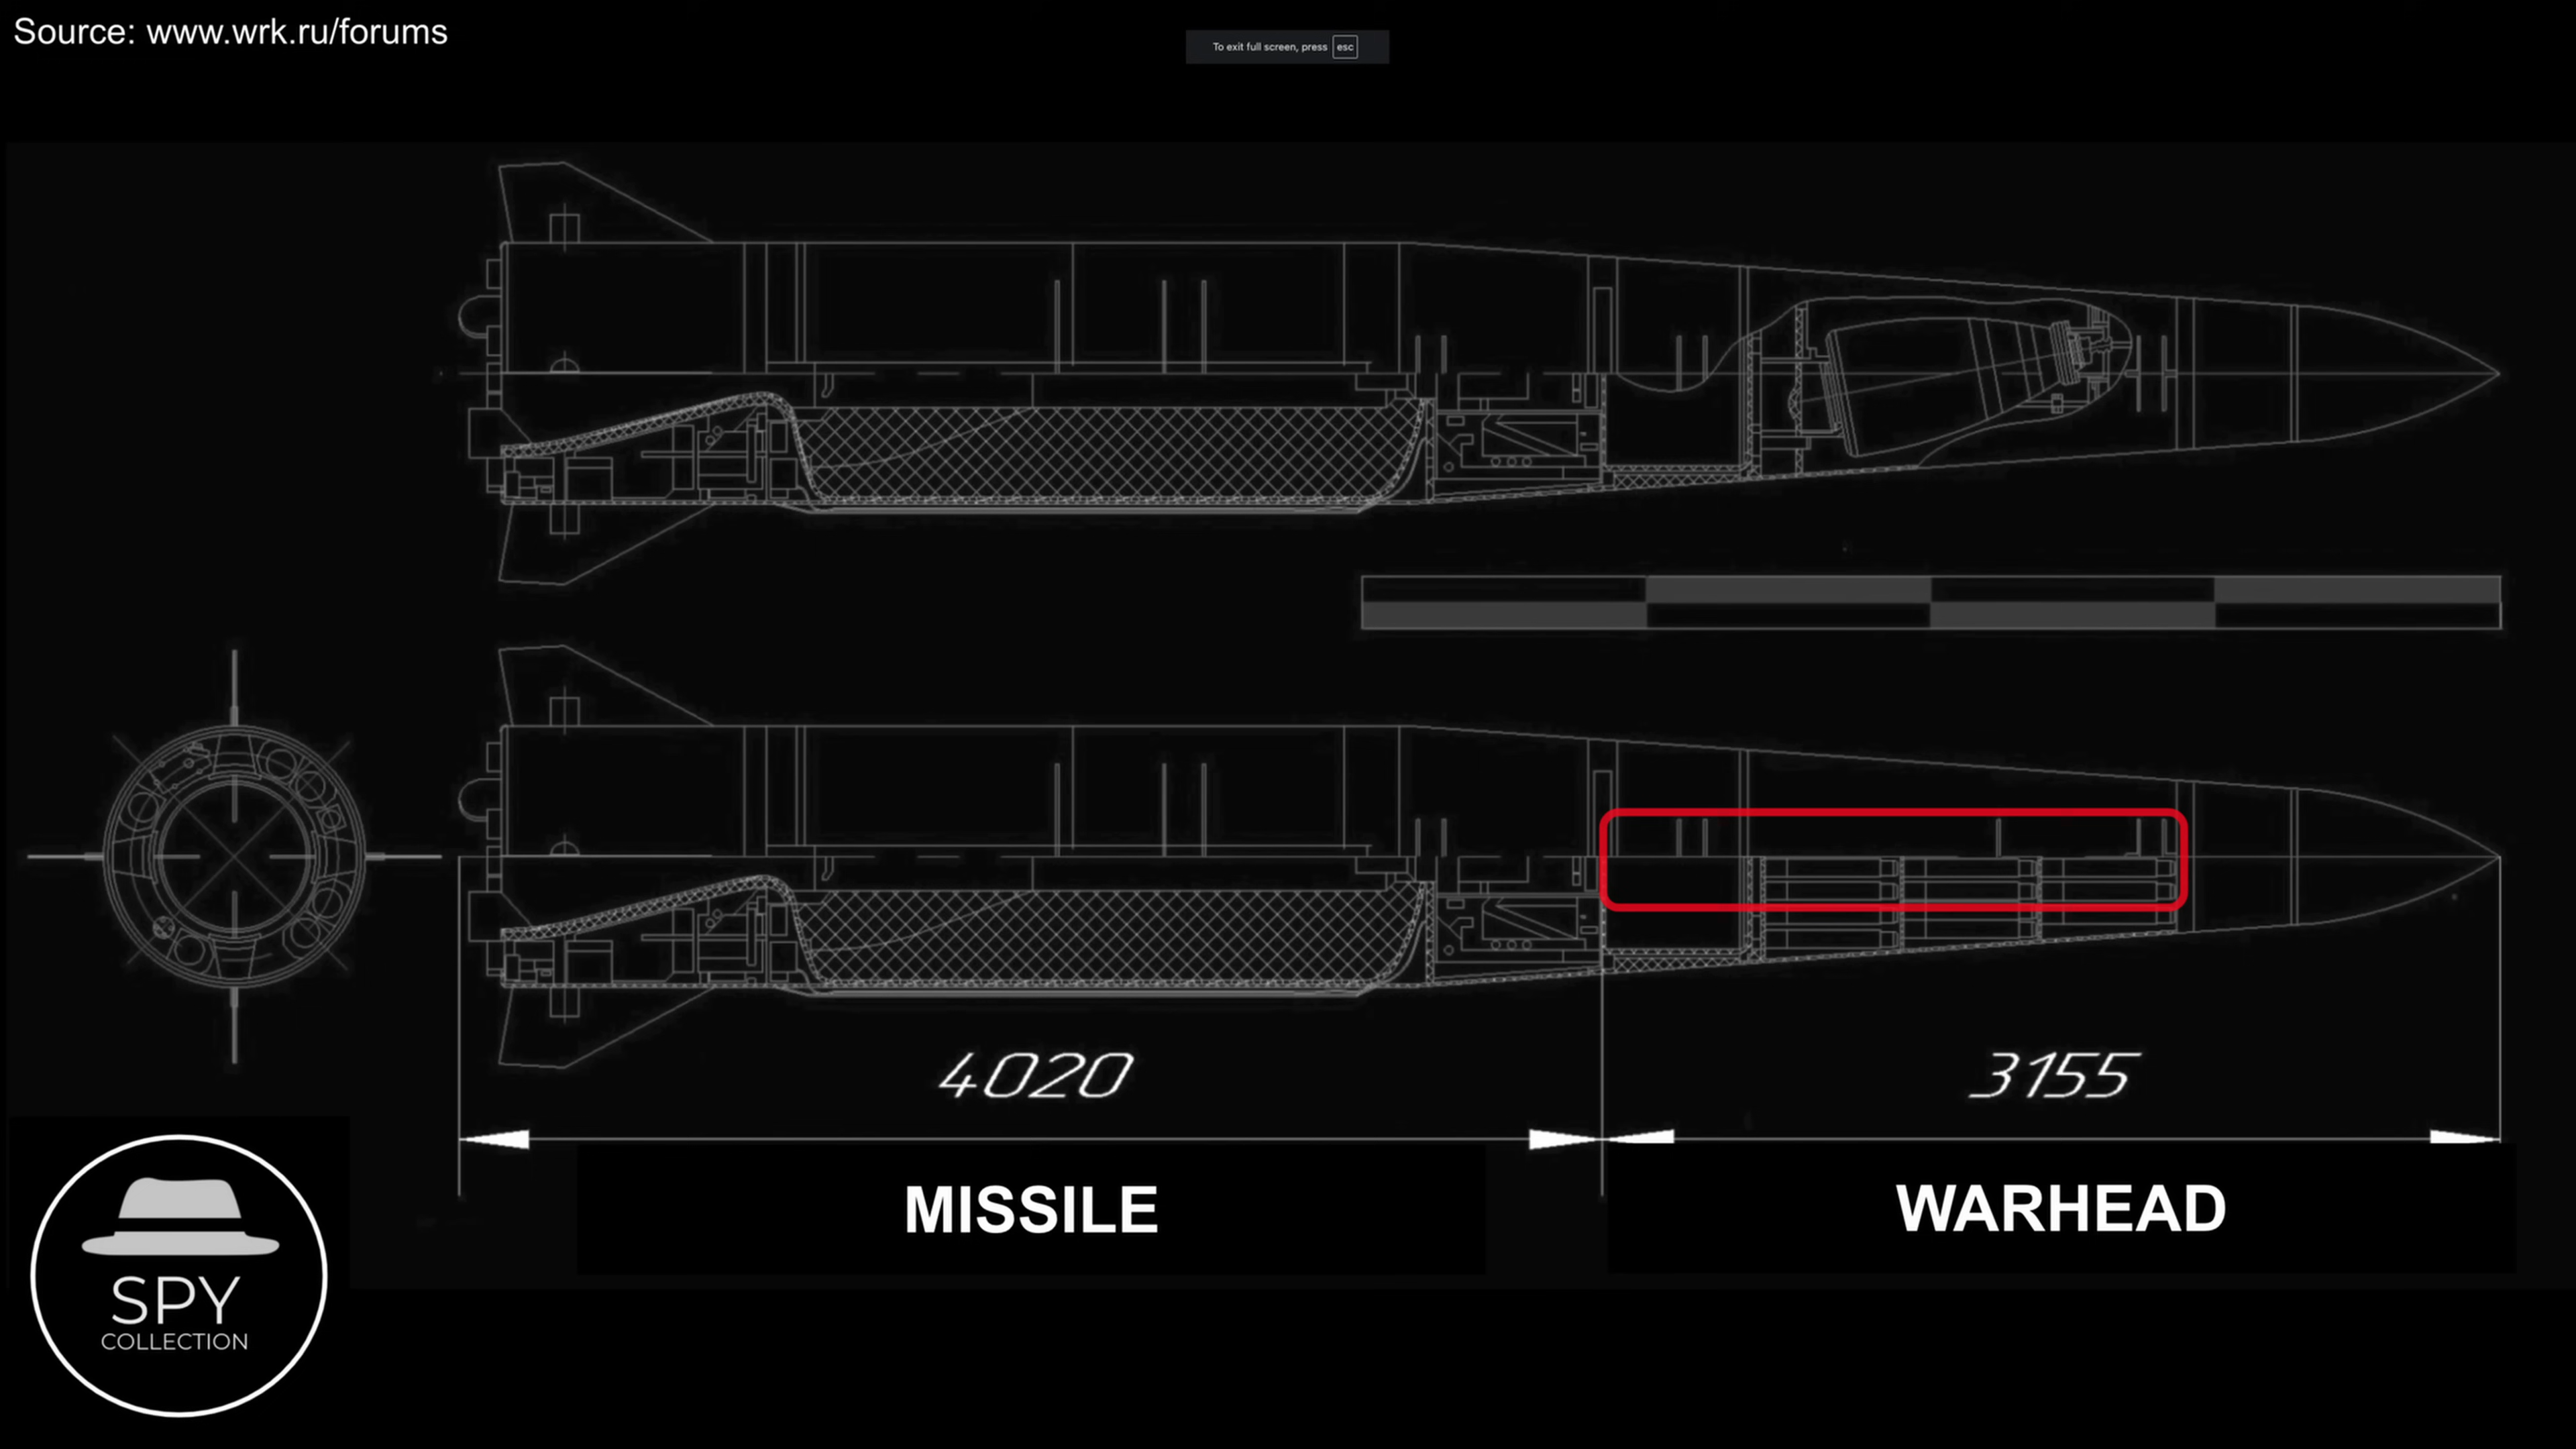 Source: www.wrk.ru/forums
To exit full screen, press esc
4020
3155
MISSILE
WARHEAD
SPY
COLLECTION